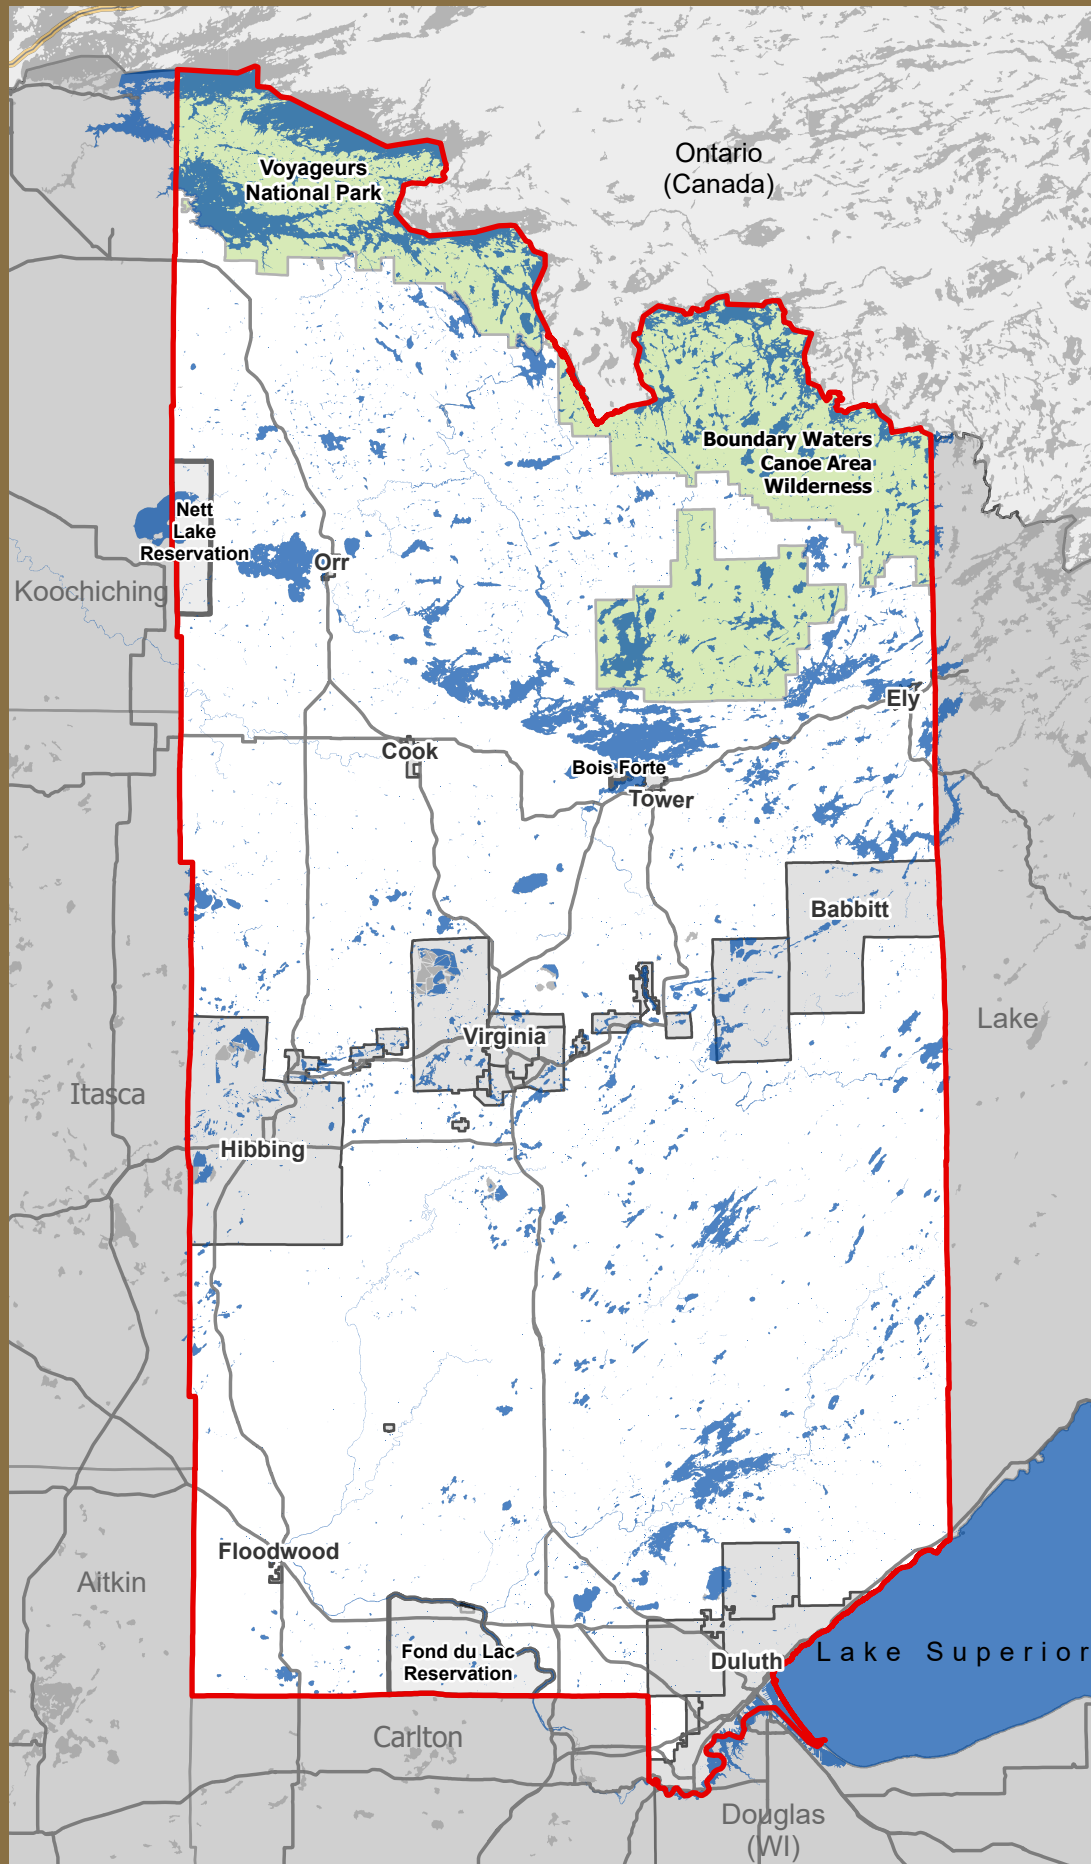 Ontario
(Canada)
Voyageurs
National Park
Boundary Waters
Canoe Area
Wilderness
Nett
Lake
Reservation
Orr
Koochiching
Ely
Cook
Bois Forte
Tower
Babbitt
Lake
Virginia
Itasca
Hibbing
Floodwood
Aitkin
Fond du Lac
Reservation
Duluth
Lake Superior
Carlton
Douglas
(WI)